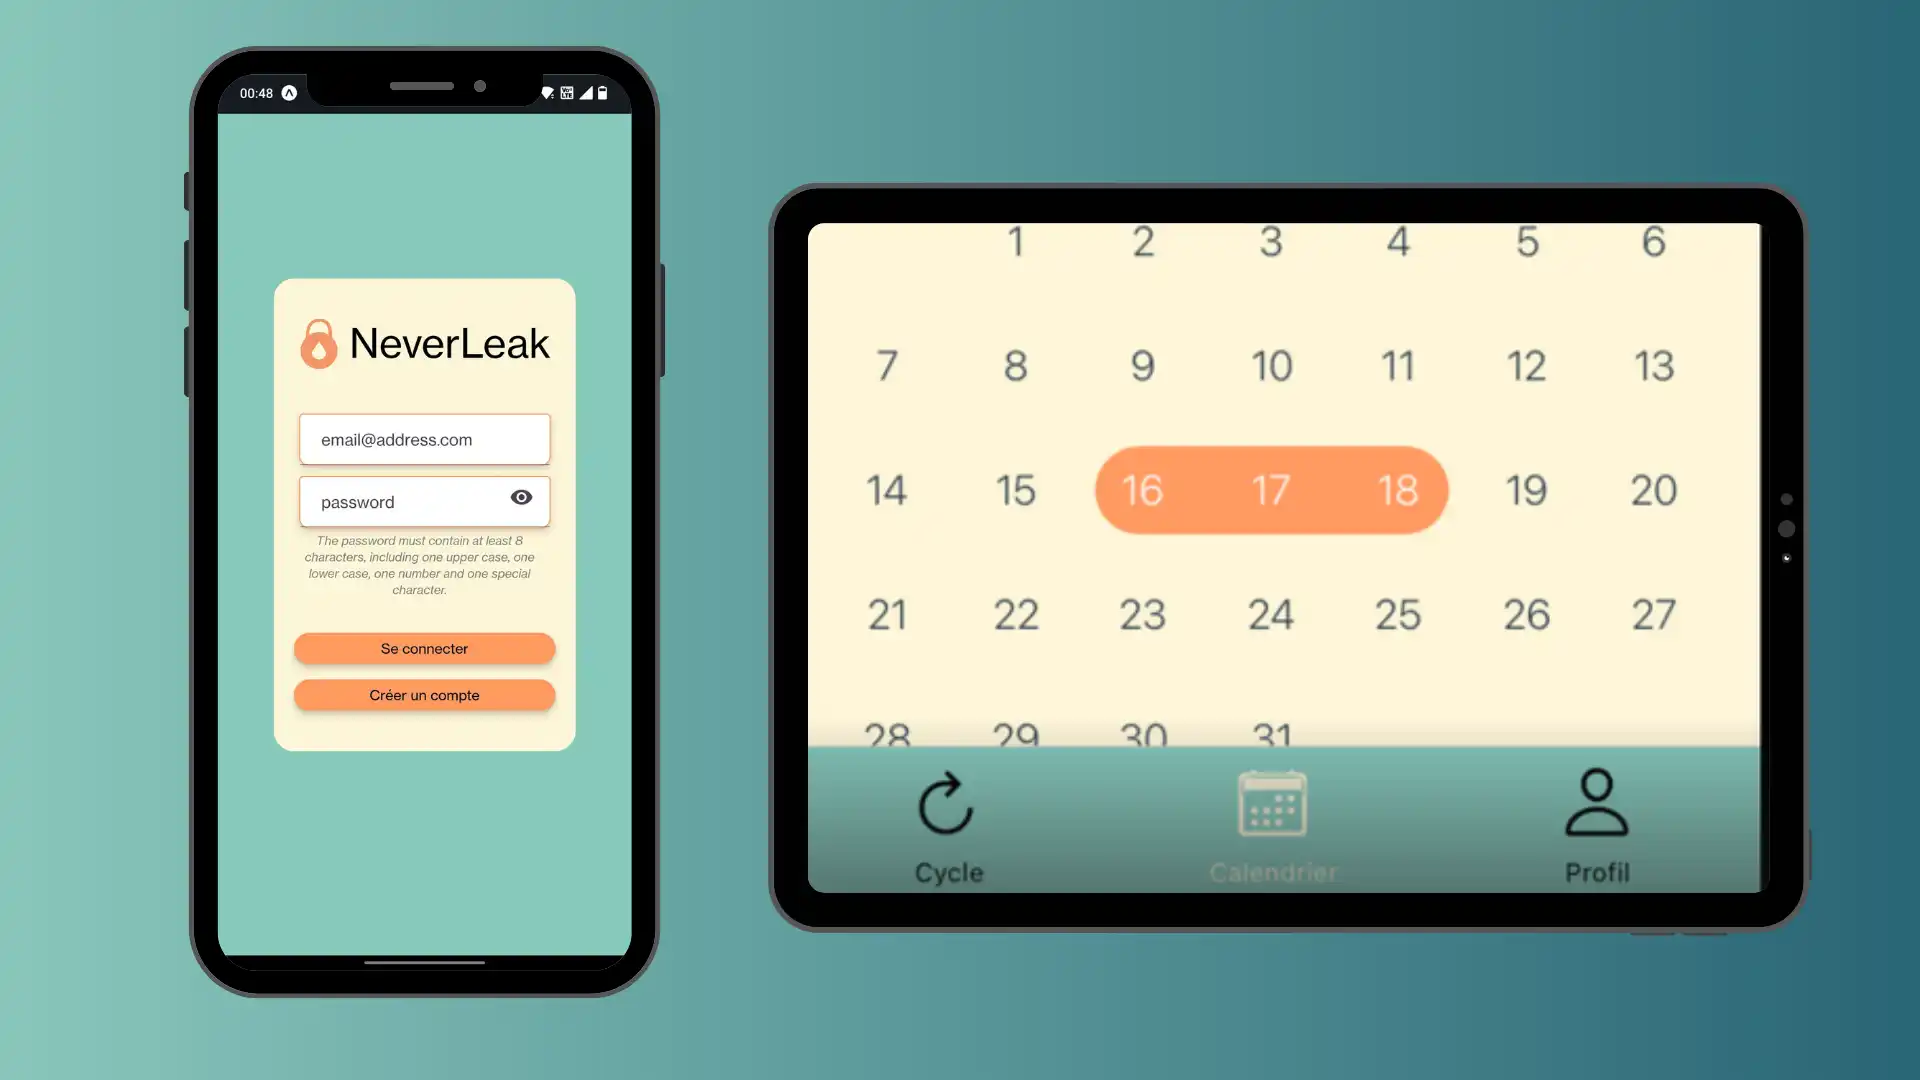 00:48
NeverLeak
email@address.com
password
The password must contain at least 8
characters, including one upper case, one
lower case, one number and one special
character.
Se connecter
Créer un compte
1 2 3 4 5 6
7 8 9 10 11 12 13
14 15 16 17 18 19 20
21 22 23 24 25 26 27
28 29 30 31
Cycle Calendrier Profil